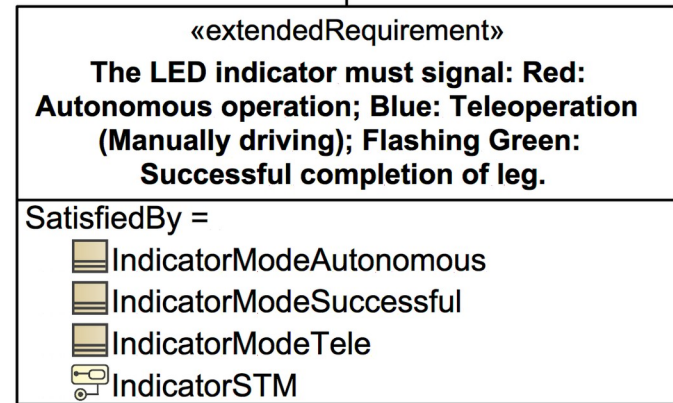 «extendedRequirement»
The LED indicator must signal: Red:
Autonomous operation; Blue: Teleoperation
(Manually driving); Flashing Green:
Successful completion of leg.
SatisfiedBy =
IndicatorModeAutonomous
IndicatorModeSuccessful
IndicatorModeTele
IndicatorSTM